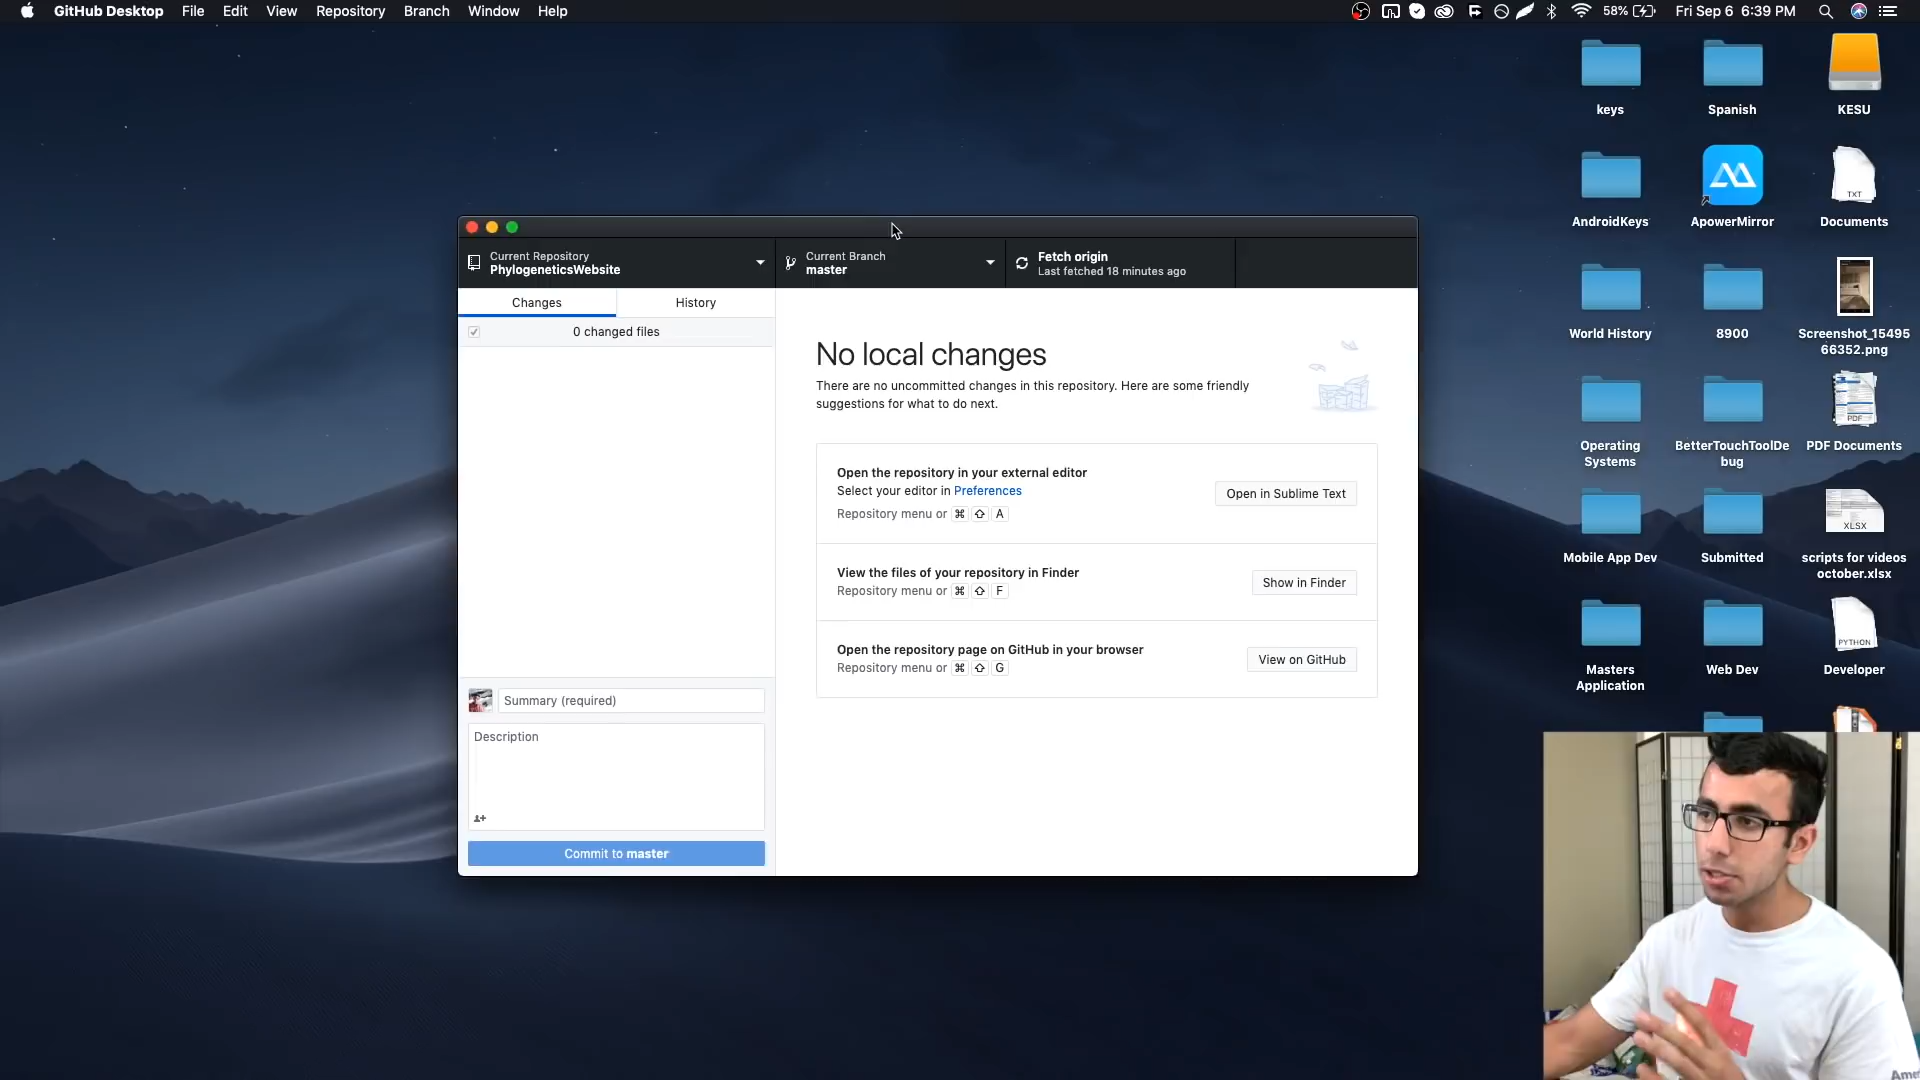 GitHub Desktop File Edit View Repository Branch Window Help 58% Fri Sep 6 6:39 PM
keys
Spanish
KESU
AndroidKeys
ApowerMirror
TXT
Documents
World History
8900
Screenshot_15495
66352.png
Operating
Systems
BetterTouchToolDe
bug
PDF
PDF Documents
Mobile App Dev
Submitted
XLSX
scripts for videos
october.xlsx
Masters
Application
Web Dev
PYTHON
Developer
Current Repository
PhylogeneticsWebsite
Current Branch
master
Fetch origin
Last fetched 18 minutes ago
Changes
History
0 changed files
No local changes
There are no uncommitted changes in this repository. Here are some friendly
suggestions for what to do next.
Open the repository in your external editor
Select your editor in Preferences
Repository menu or ⌘ ⇧ A
Open in Sublime Text
View the files of your repository in Finder
Repository menu or ⌘ ⇧ F
Show in Finder
Open the repository page on GitHub in your browser
Repository menu or ⌘ ⇧ G
View on GitHub
Summary (required)
Description
Commit to master